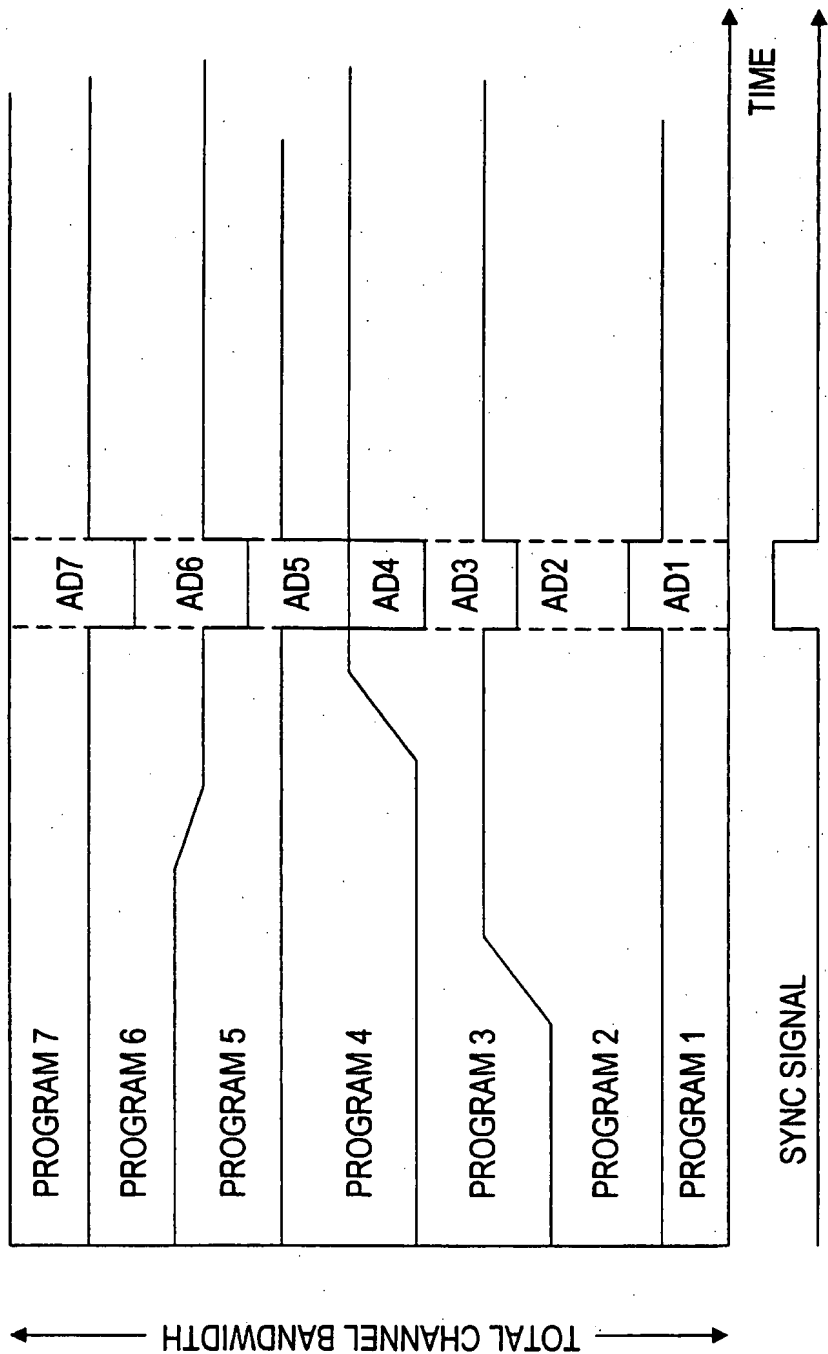 TOTAL CHANNEL BANDWIDTH
PROGRAM 7
PROGRAM 6
PROGRAM 5
PROGRAM 4
PROGRAM 3
PROGRAM 2
PROGRAM 1
AD7
AD6
AD5
AD4
AD3
AD2
AD1
TIME
SYNC SIGNAL